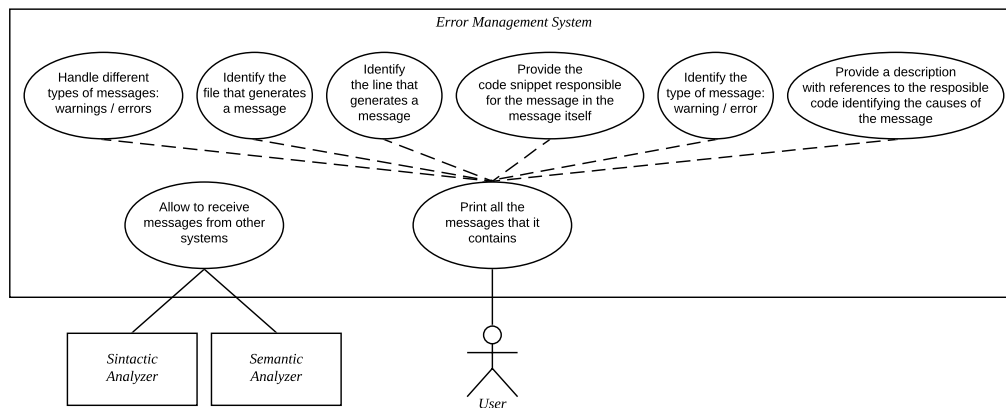 Error Management System
Handle different
types of messages:
warnings / errors
Identify the
file that generates
a message
Identify
the line that
generates a
message
Provide the
code snippet responsible
for the message in the
message itself
Identify the
type of message:
warning / error
Provide a description
with references to the resposible
code identifying the causes of
the message
Allow to receive
messages from other
systems
Print all the
messages that it
contains
Sintactic
Analyzer
Semantic
Analyzer
User